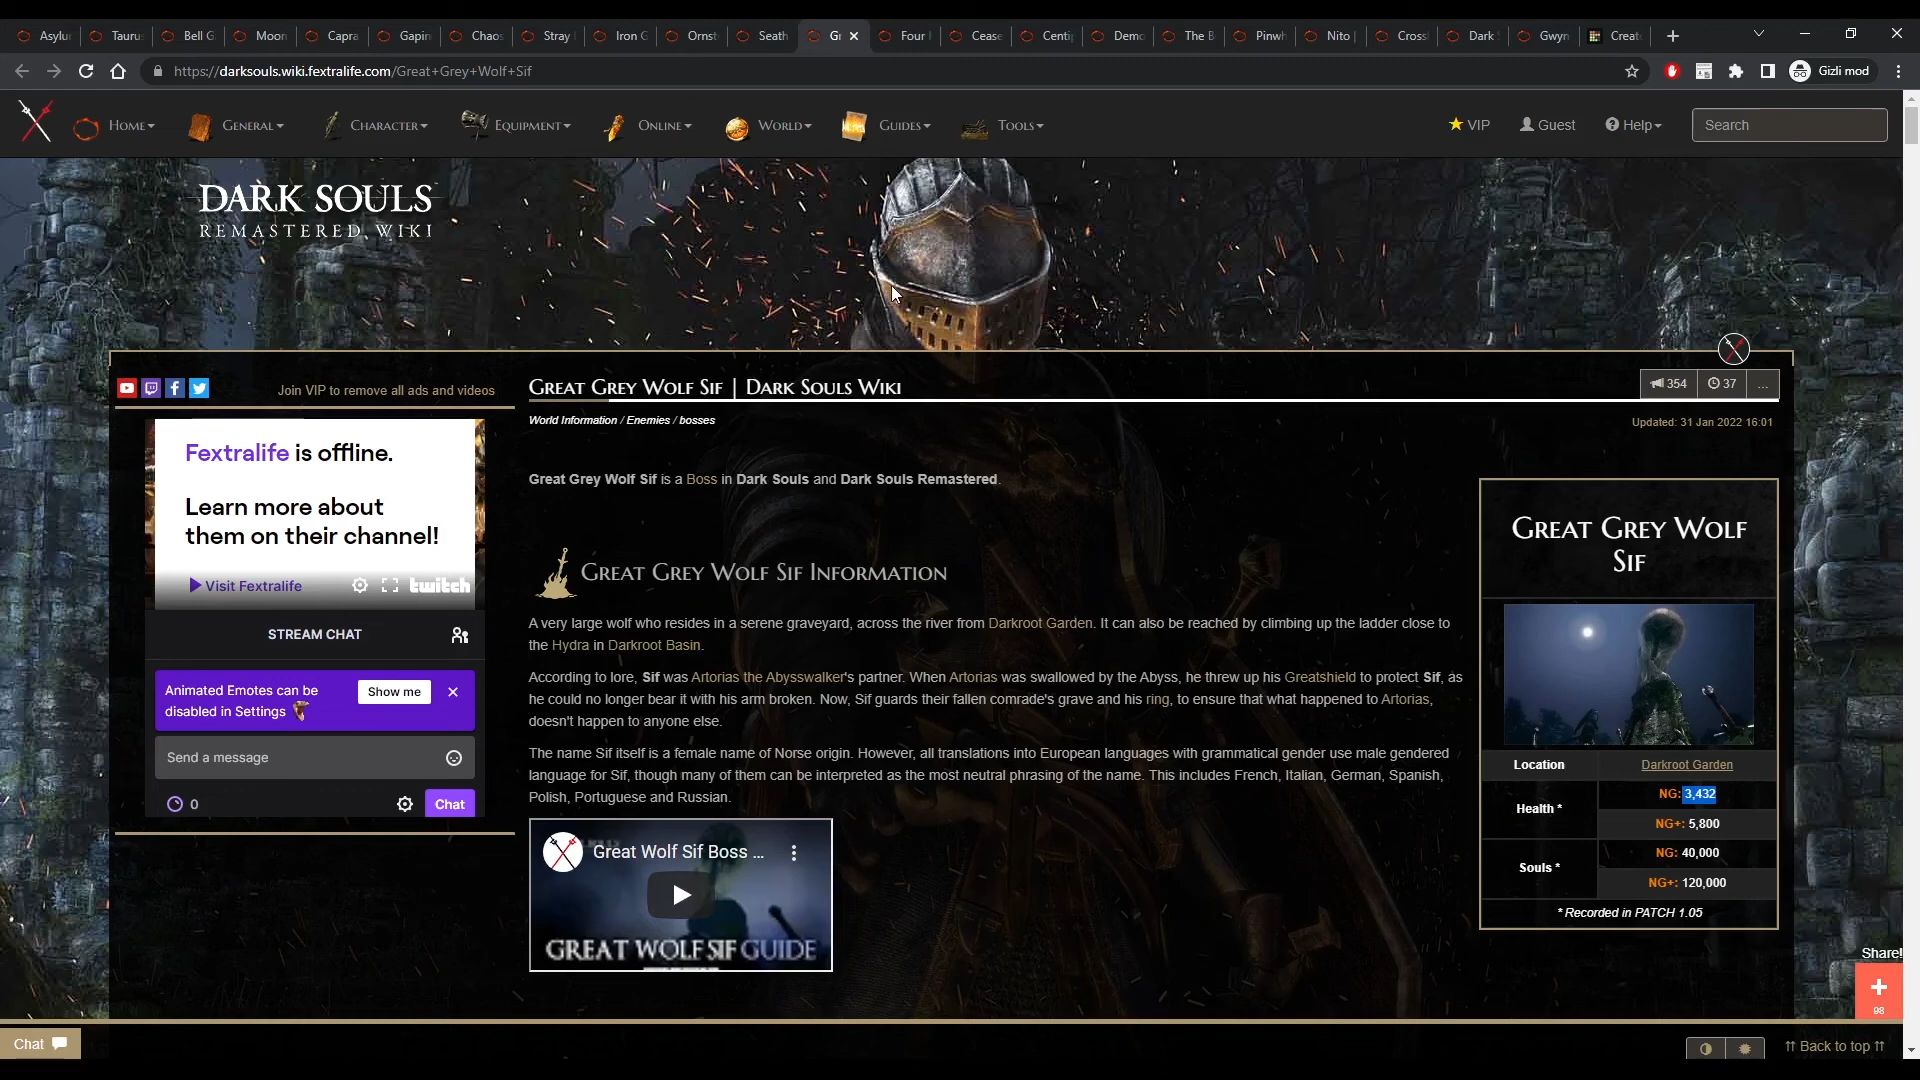 Asylu
Tauru
Bell G
Moon
Capra
Gapin
Chaos
Stray
Iron G
Ornst
Seath
Gr
Four
Cease
Centi
Demo
The B
Pinwh
Nito |
Cross
Dark
Gwyn
Creat
https://darksouls.wiki.fextralife.com/Great+Grey+Wolf+Sif
Gizli mod
Home
General
Character
Equipment
Online
World
Guides
Tools
VIP
Guest
Help
Search
DARK SOULS
REMASTERED WIKI
Join VIP to remove all ads and videos
Great Grey Wolf Sif | Dark Souls Wiki
354
37
...
World Information / Enemies / bosses
Updated: 31 Jan 2022 16:01
Fextralife is offline.
Learn more about
them on their channel!
Visit Fextralife
twitch
STREAM CHAT
Animated Emotes can be
disabled in Settings
Show me
Send a message
0
Chat
Great Grey Wolf Sif is a Boss in Dark Souls and Dark Souls Remastered.
Great Grey Wolf Sif Information
A very large wolf who resides in a serene graveyard, across the river from Darkroot Garden. It can also be reached by climbing up the ladder close to
the Hydra in Darkroot Basin.
According to lore, Sif was Artorias the Abysswalker's partner. When Artorias was swallowed by the Abyss, he threw up his Greatshield to protect Sif, as
he could no longer bear it with his arm broken. Now, Sif guards their fallen comrade's grave and his ring, to ensure that what happened to Artorias,
doesn't happen to anyone else.
The name Sif itself is a female name of Norse origin. However, all translations into European languages with grammatical gender use male gendered
language for Sif, though many of them can be interpreted as the most neutral phrasing of the name. This includes French, Italian, German, Spanish,
Polish, Portuguese and Russian.
Great Wolf Sif Boss ...
GREAT WOLF SIF GUIDE
Great Grey Wolf
Sif
Location
Darkroot Garden
Health *
NG: 3,432
NG+: 5,800
Souls *
NG: 40,000
NG+: 120,000
* Recorded in PATCH 1.05
Share!
+
98
Chat
Back to top